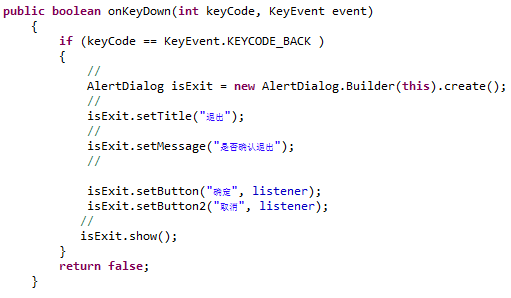 public boolean onKeyDown(int keyCode, KeyEvent event)
{
if (keyCode == KeyEvent.KEYCODE_BACK )
{
//
AlertDialog isExit = new AlertDialog.Builder(this).create();
//
isExit.setTitle("退出");
//
isExit.setMessage("是否确认退出");
//
isExit.setButton("确定", listener);
isExit.setButton2("取消", listener);
//
isExit.show();
}
return false;
}